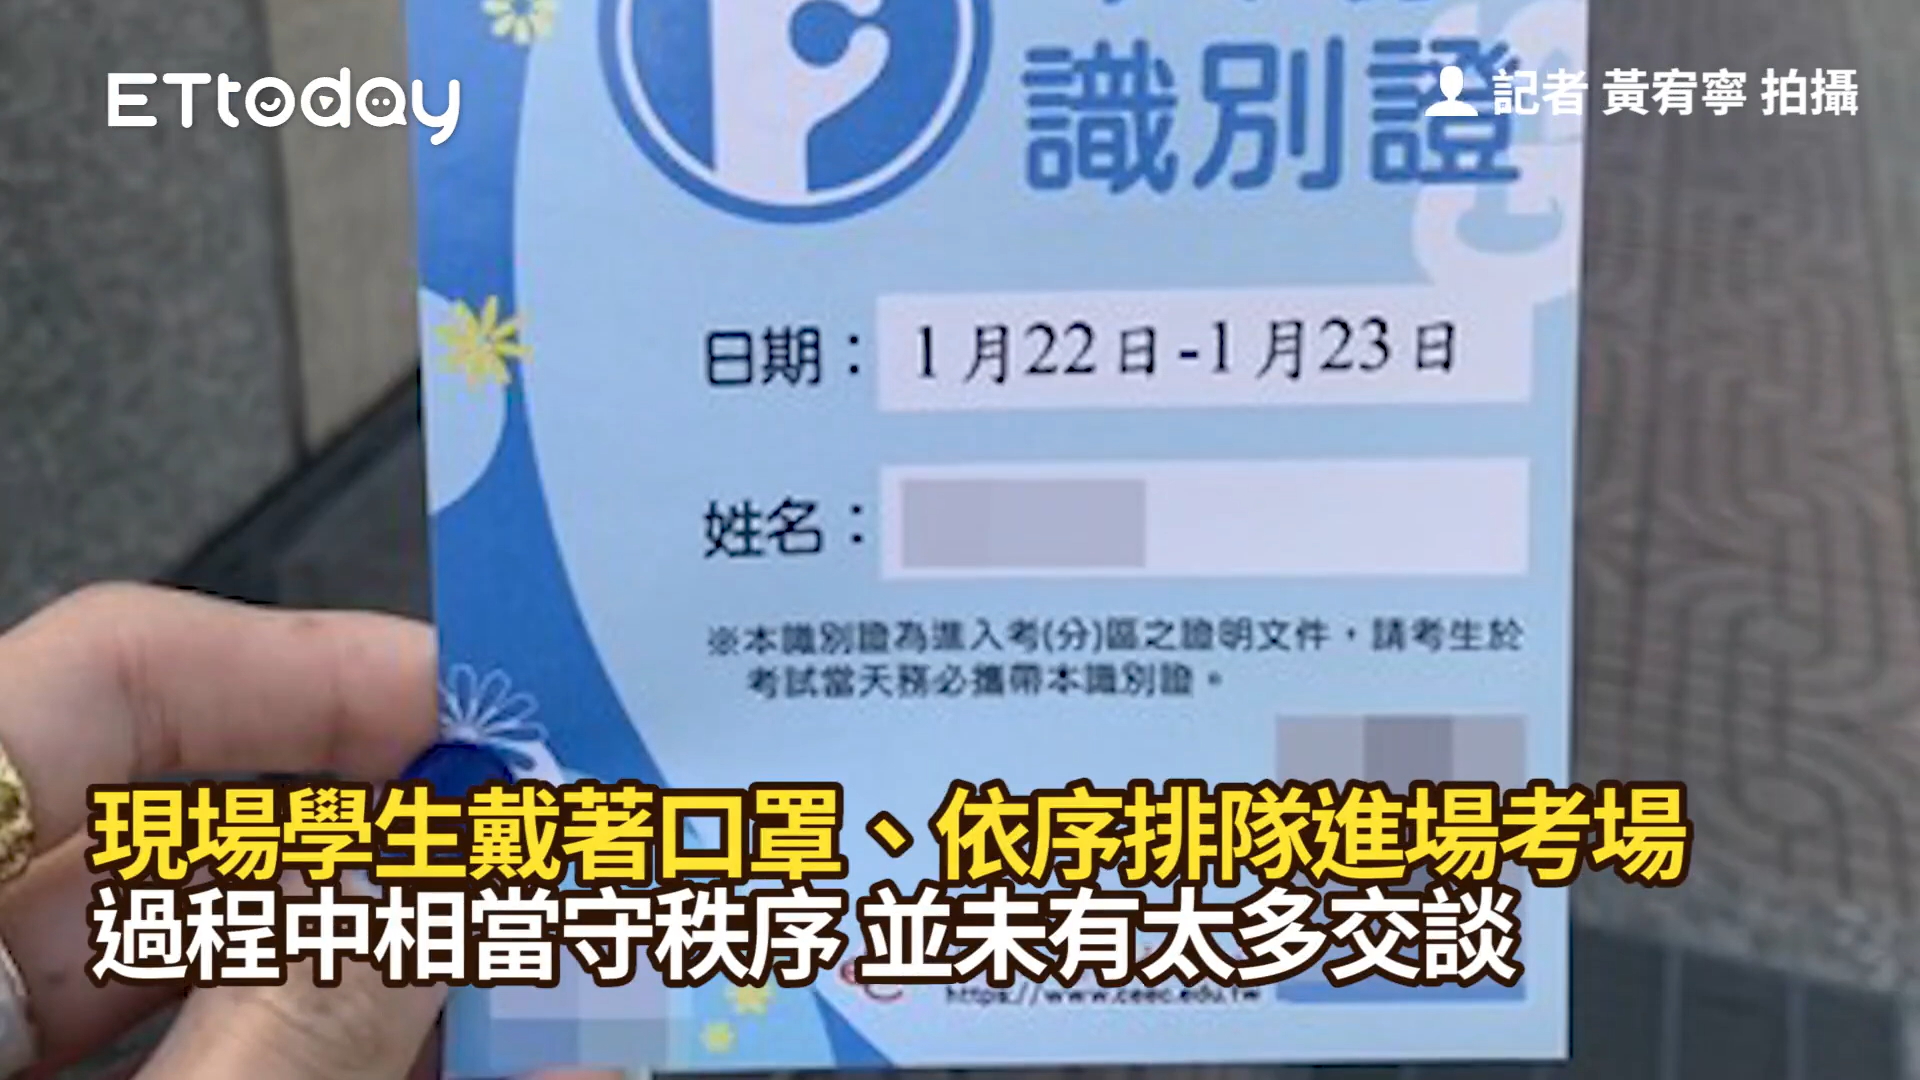 ETtoday
記者 黃宥寧 拍攝
識別證
日期：1月22日-1月23日
姓名：
※本識別證為進入考(分)區之證明文件，請考生於
考試當天務必攜帶本識別證。
現場學生戴著口罩、依序排隊進場考場
過程中相當守秩序 並未有太多交談
https://www.ceec.edu.tw